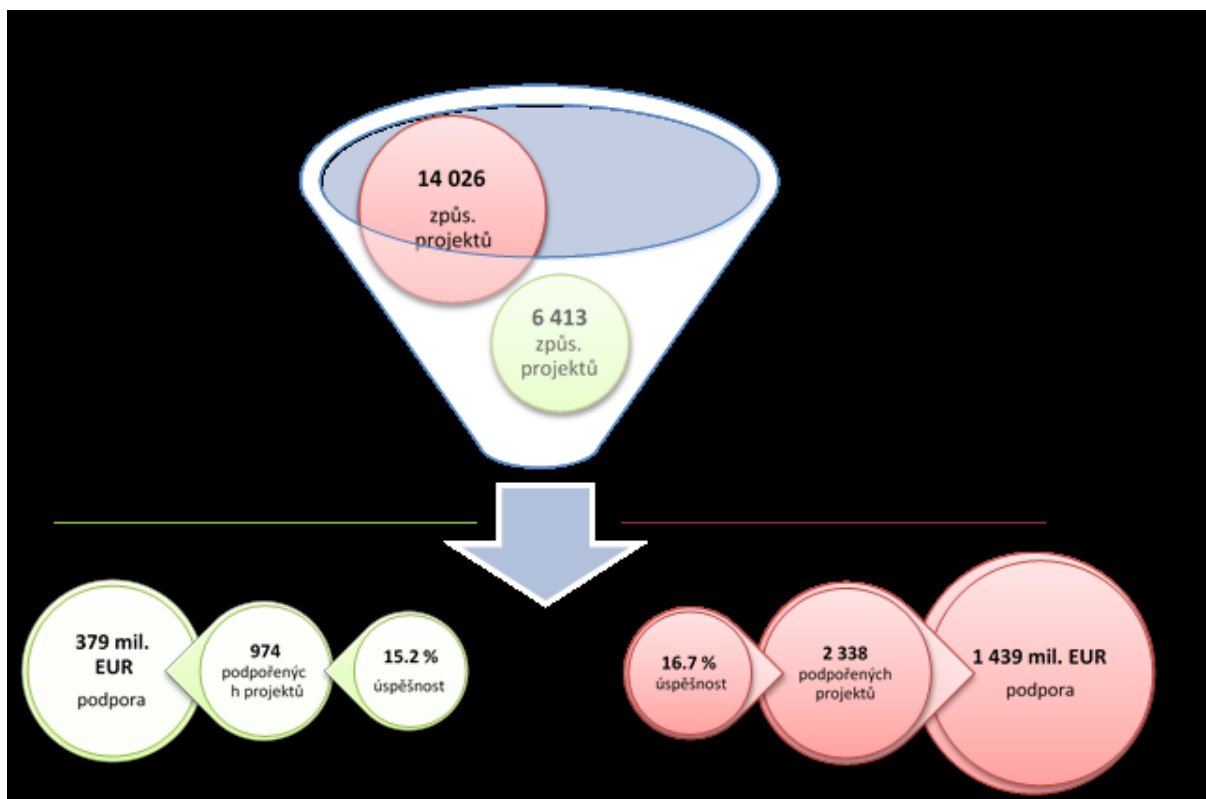 14 026
způs.
projektů
6 413
způs.
projektů
379 mil.
EUR
podpora
974
podpořenýc
h projektů
15.2 %
úspěšnost
16.7 %
úspěšnost
2 338
podpořených
projektů
1 439 mil. EUR
podpora